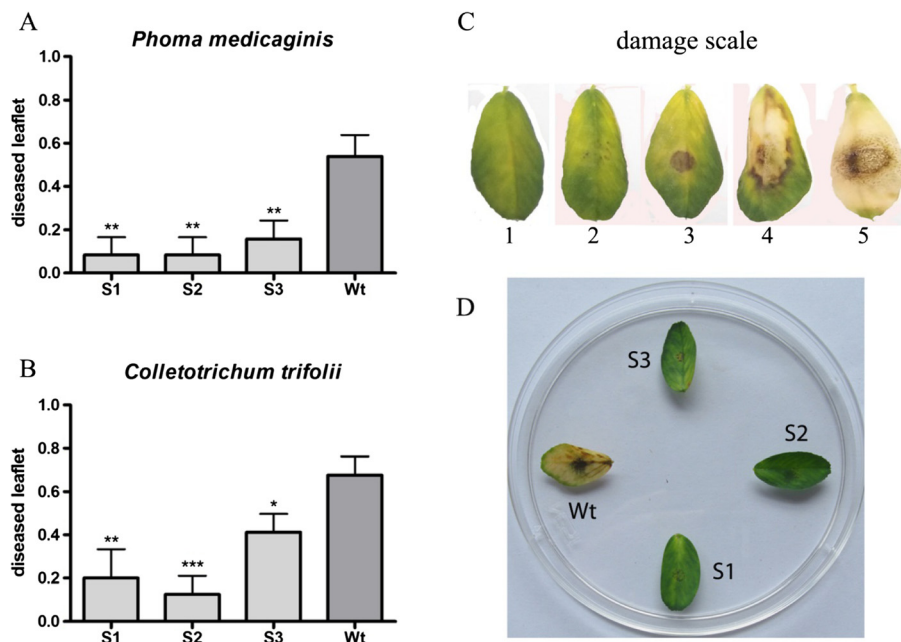 A
Phoma medicaginis
1.0
0.8
0.6
0.4
0.2
0.0
diseased leaflet
**
**
**
S1
S2
S3
Wt
B
Colletotrichum trifolii
1.0
0.8
0.6
0.4
0.2
0.0
diseased leaflet
**
***
*
S1
S2
S3
Wt
C
damage scale
1
2
3
4
5
D
S3
S2
Wt
S1